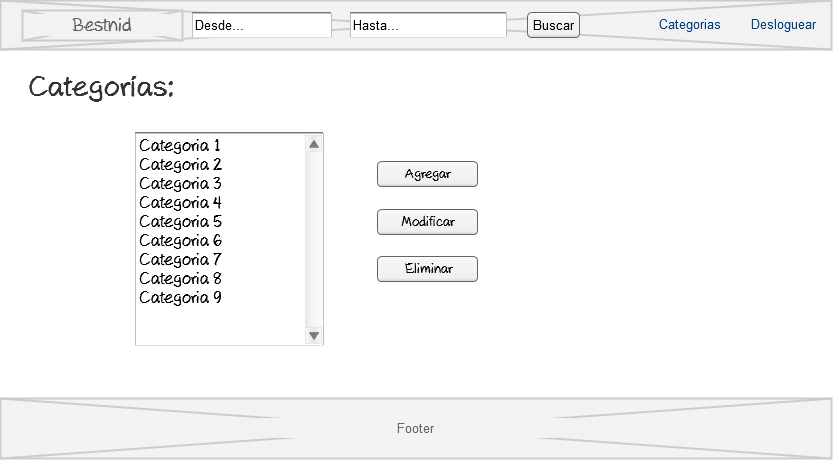 Bestnid Desde... Hasta... Buscar Categorias Desloguear
Categorías:
Categoria 1
Categoria 2
Categoria 3
Categoria 4
Categoria 5
Categoria 6
Categoria 7
Categoria 8
Categoria 9
Agregar
Modificar
Eliminar
Footer